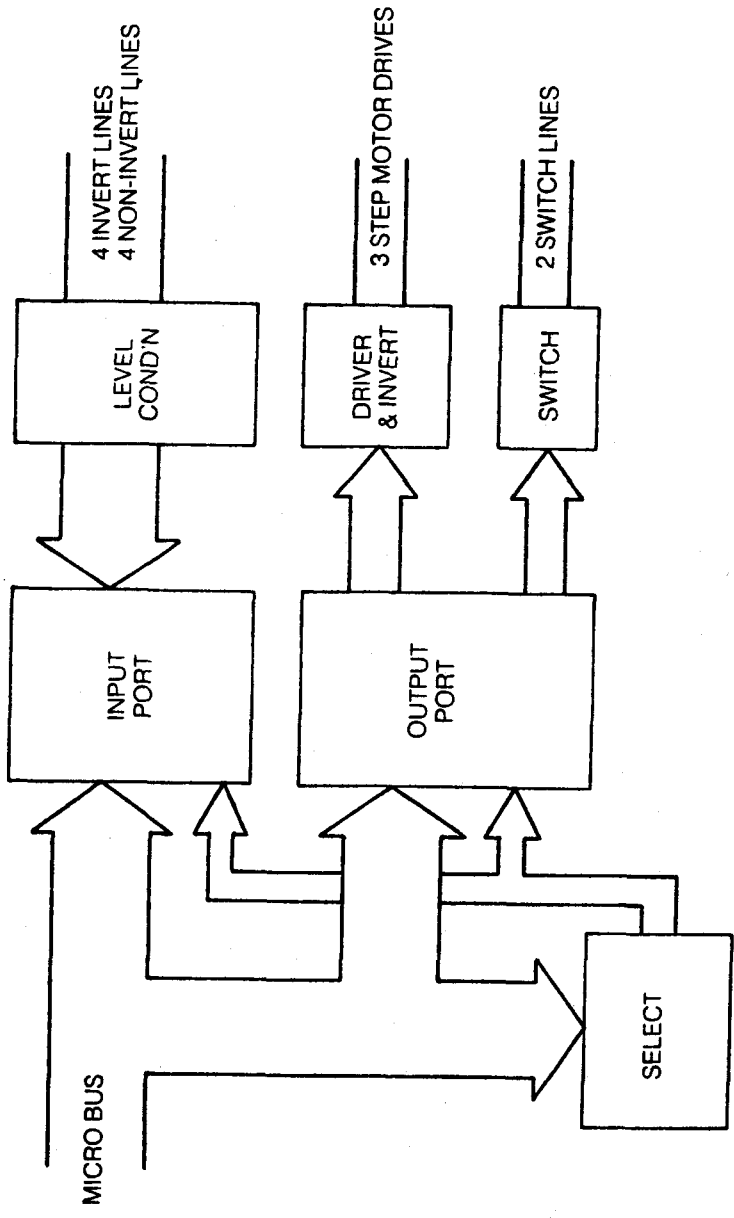 MICRO BUS
INPUT
PORT
LEVEL
COND'N
4 INVERT LINES
4 NON-INVERT LINES
OUTPUT
PORT
DRIVER
& INVERT
3 STEP MOTOR DRIVES
SWITCH
2 SWITCH LINES
SELECT